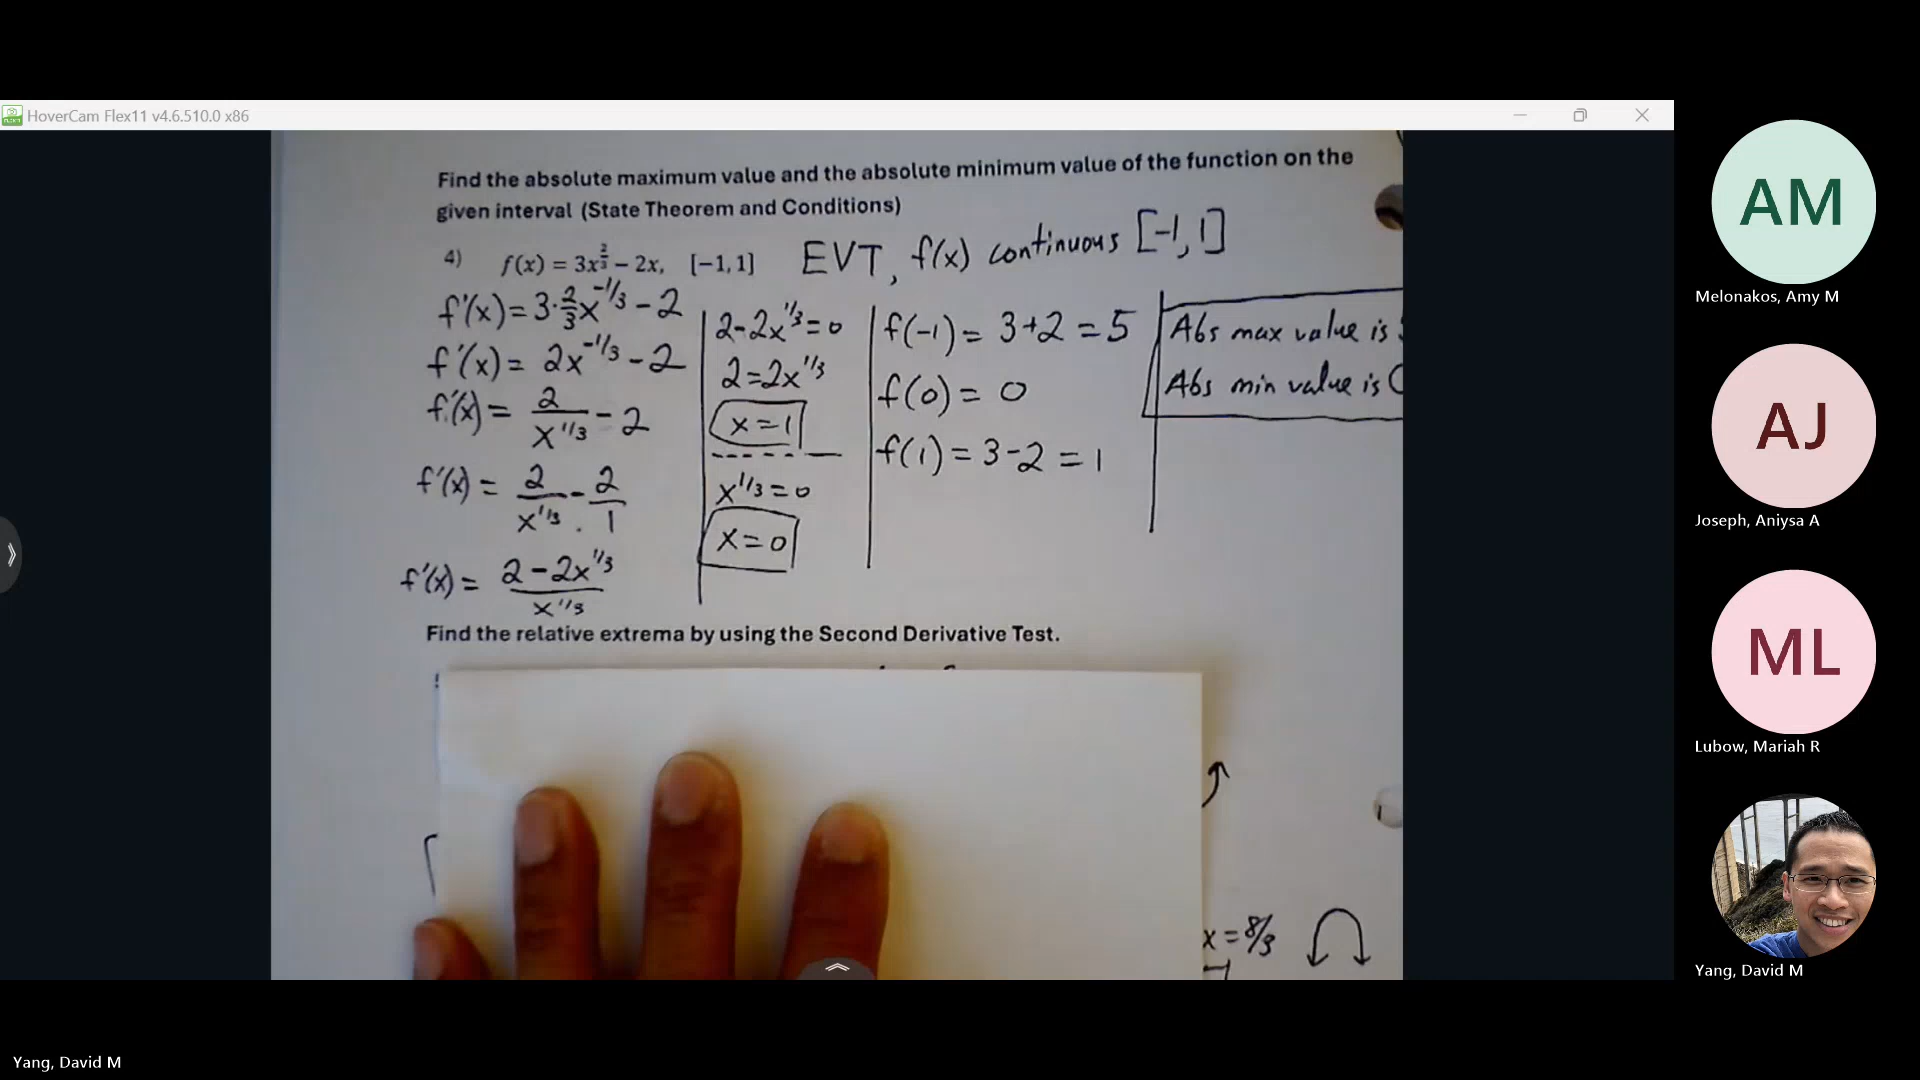 HoverCam Flex11 v4.6.510.0 x86
Find the absolute maximum value and the absolute minimum value of the function on the
given interval (State Theorem and Conditions)
4) f(x) = 3x^(2/3) − 2x, [−1, 1]
EVT, f(x) continuous [-1, 1]
f'(x) = 3·2/3x^(-1/3) - 2
f'(x) = 2x^(-1/3) - 2
f'(x) = 2/x^(1/3) - 2
f'(x) = 2/x^(1/3) - 2/1
f'(x) = (2-2x^(1/3))/x^(1/3)
2-2x^(1/3) = 0
2=2x^(1/3)
x=1
x^(1/3) = 0
x=0
f(-1) = 3+2 = 5
f(0) = 0
f(1) = 3-2 = 1
Abs max value is
Abs min value is
Find the relative extrema by using the Second Derivative Test.
x = 8/3
AM
Melonakos, Amy M
AJ
Joseph, Aniysa A
ML
Lubow, Mariah R
Yang, David M
Yang, David M